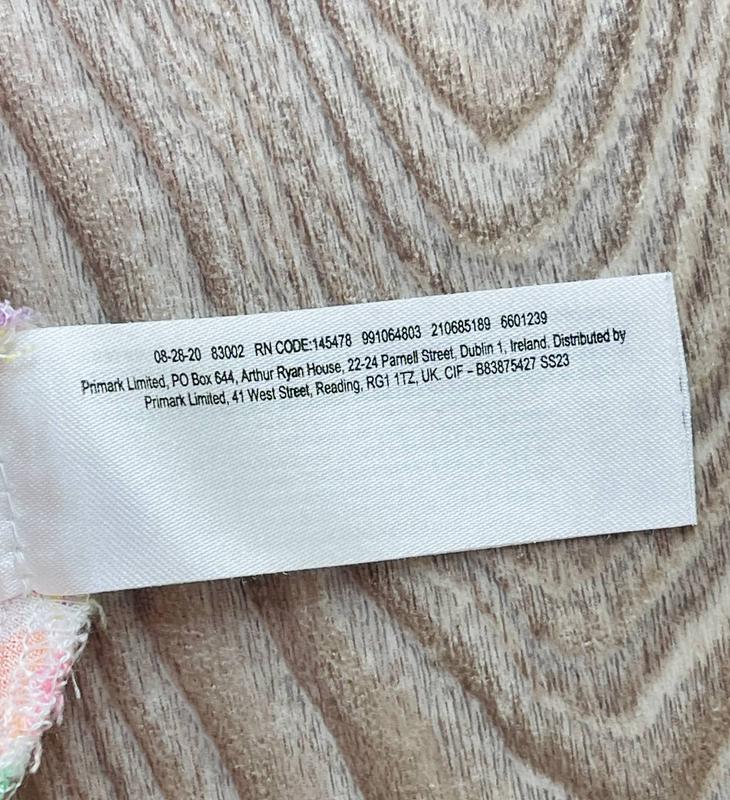 08-28-20 83002 RN CODE:145478 991064803 210685189 6601239
Primark Limited, PO Box 644, Arthur Ryan House, 22-24 Parnell Street, Dublin 1, Ireland. Distributed by
Primark Limited, 41 West Street, Reading, RG1 1TZ, UK. CIF - B83875427 SS23